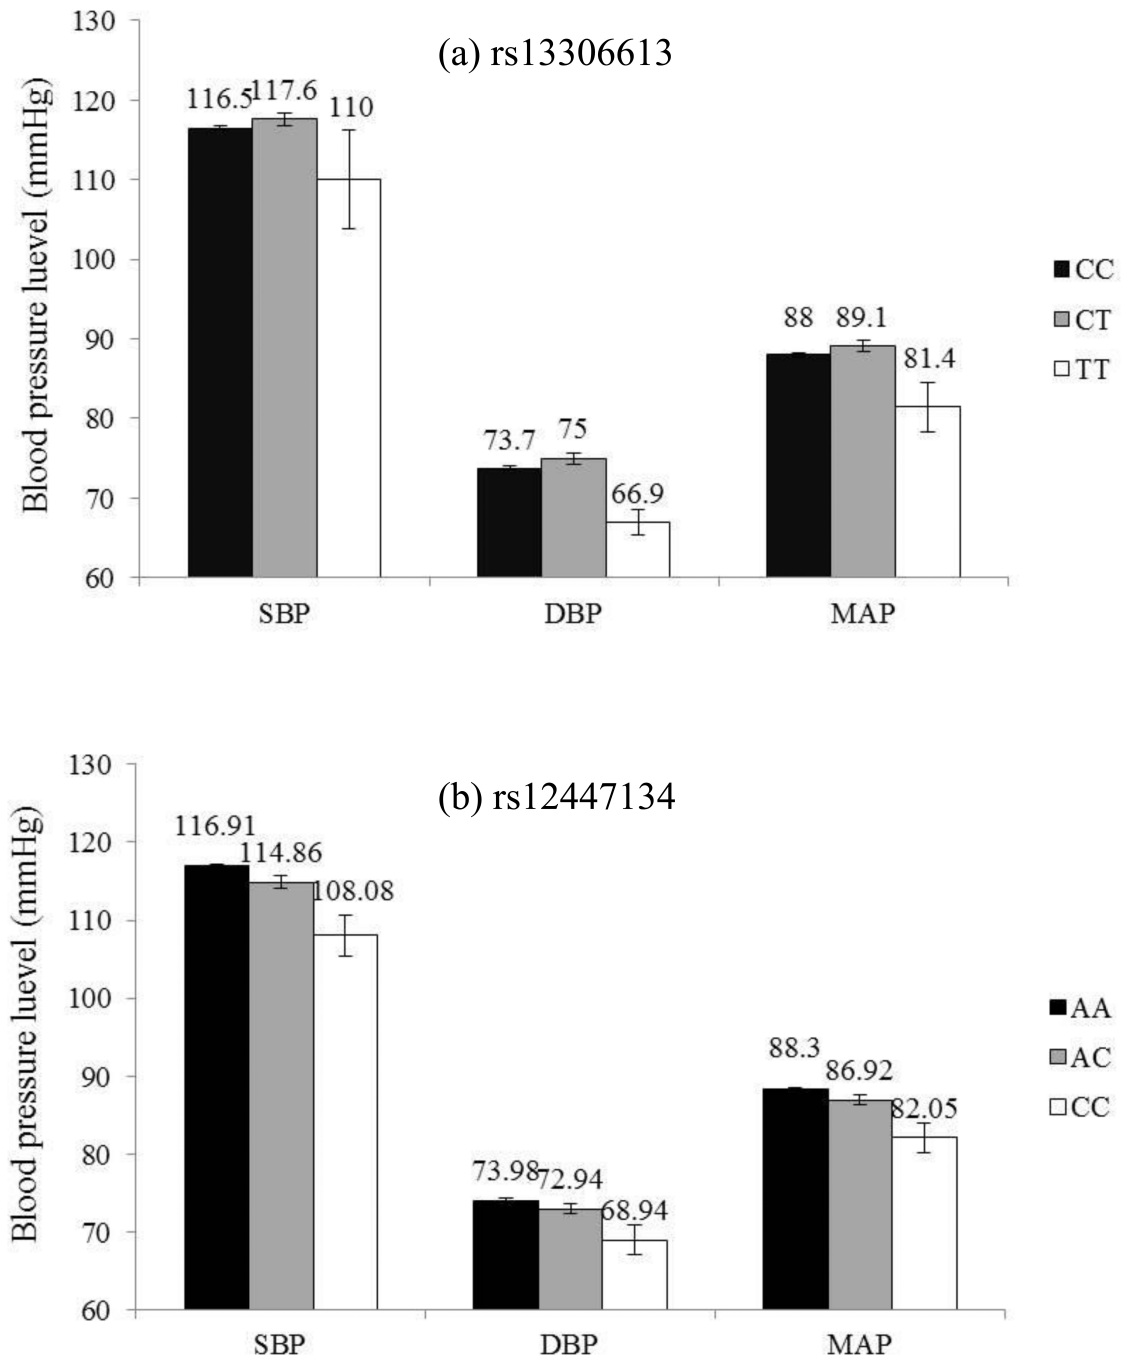 (a) rs13306613
Blood pressure luevel (mmHg)
130
120
110
100
90
80
70
60
116.5
117.6
110
73.7
75
66.9
88
89.1
81.4
SBP
DBP
MAP
CC
CT
TT
(b) rs12447134
Blood pressure luevel (mmHg)
130
120
110
100
90
80
70
60
116.91
114.86
108.08
73.98
72.94
68.94
88.3
86.92
82.05
SBP
DBP
MAP
AA
AC
CC